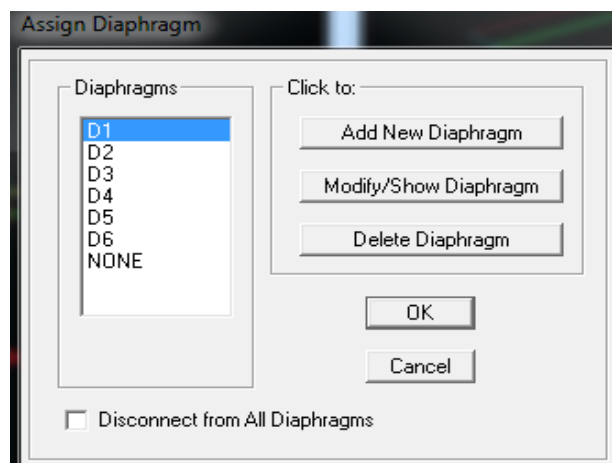 Assign Diaphragm
Diaphragms
D1
D2
D3
D4
D5
D6
NONE
Click to:
Add New Diaphragm
Modify/Show Diaphragm
Delete Diaphragm
OK
Cancel
Disconnect from All Diaphragms